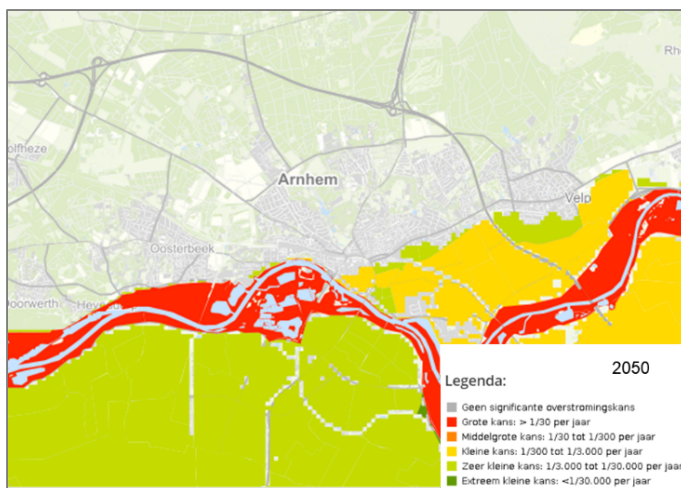 Rhe
olfheze
Arnhem
Velp
Oosterbeek
Doorwerth
2050
Legenda:
Geen significante overstromingskans
Grote kans: > 1/30 per jaar
Middelgrote kans: 1/30 tot 1/300 per jaar
Kleine kans: 1/300 tot 1/3.000 per jaar
Zeer kleine kans: 1/3.000 tot 1/30.000 per jaar
Extreem kleine kans: <1/30.000 per jaar